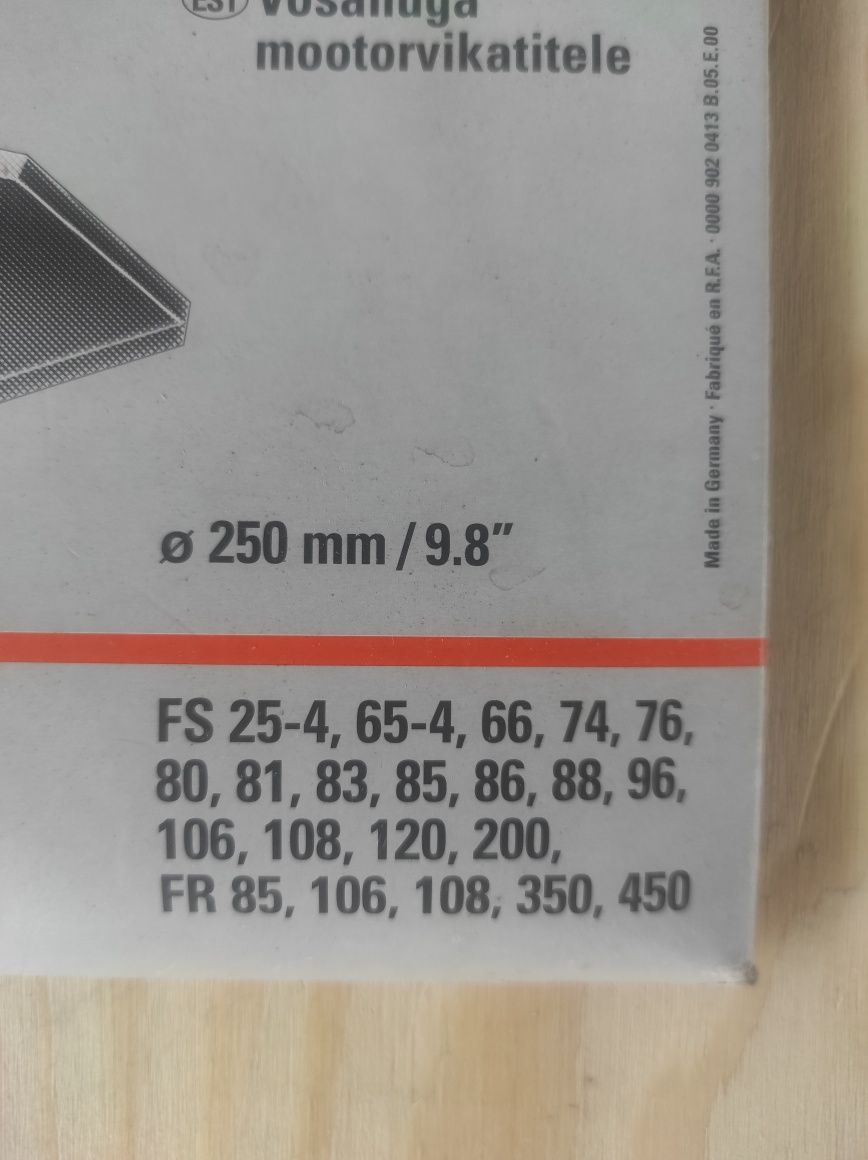 EST Võsanuga
mootorvikatitele
Made in Germany · Fabriqué en R.F.A. · 0000 902 0413 B.05.E.00
ø 250 mm / 9.8"
FS 25-4, 65-4, 66, 74, 76,
80, 81, 83, 85, 86, 88, 96,
106, 108, 120, 200,
FR 85, 106, 108, 350, 450